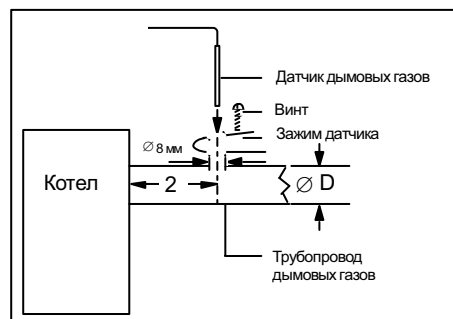 Датчик дымовых газов
Винт
Зажим датчика
∅ 8 мм
Котел
2
∅ D
Трубопровод
дымовых газов